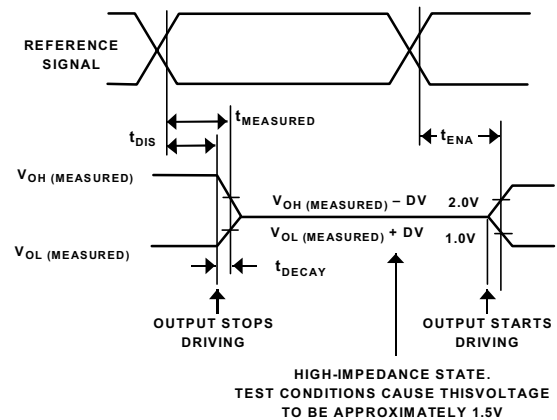 REFERENCE
SIGNAL
tMEASURED
tDIS
tENA
VOH (MEASURED)
VOH (MEASURED) – DV 2.0V
VOL (MEASURED) + DV 1.0V
VOL (MEASURED)
tDECAY
OUTPUT STOPS
DRIVING
OUTPUT STARTS
DRIVING
HIGH-IMPEDANCE STATE.
TEST CONDITIONS CAUSE THISVOLTAGE
TO BE APPROXIMATELY 1.5V